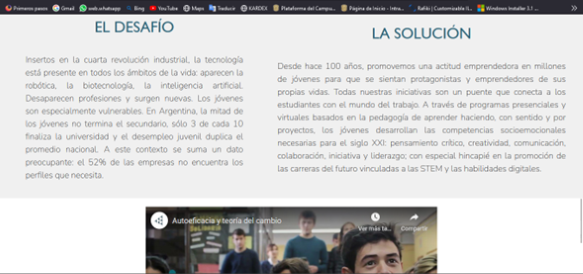 Primeros pasos Gmail web.whatsapp Bing YouTube Maps Traducir KARDEX Plataforma del Campu... Página de Inicio - Intra... Rafiki | Customizable Il... Windows Installer 3.1 ...
EL DESAFÍO
Insertos en la cuarta revolución industrial, la tecnología
está presente en todos los ámbitos de la vida: aparecen la
robótica, la biotecnología, la inteligencia artificial.
Desaparecen profesiones y surgen nuevas. Los jóvenes
son especialmente vulnerables. En Argentina, la mitad de
los jóvenes no termina el secundario, sólo 3 de cada 10
finaliza la universidad y el desempleo juvenil duplica el
promedio nacional. A este contexto se suma un dato
preocupante: el 52% de las empresas no encuentra los
perfiles que necesita.
LA SOLUCIÓN
Desde hace 100 años, promovemos una actitud emprendedora en millones
de jóvenes para que se sientan protagonistas y emprendedores de sus
propias vidas. Todas nuestras iniciativas son un puente que conecta a los
estudiantes con el mundo del trabajo. A través de programas presenciales y
virtuales basados en la pedagogía de aprender haciendo, con sentido y por
proyectos, los jóvenes desarrollan las competencias socioemocionales
necesarias para el siglo XXI: pensamiento crítico, creatividad, comunicación,
colaboración, iniciativa y liderazgo; con especial hincapié en la promoción de
las carreras del futuro vinculadas a las STEM y las habilidades digitales.
Autoeficacia y teoría del cambio
Ver más ta...
Compartir